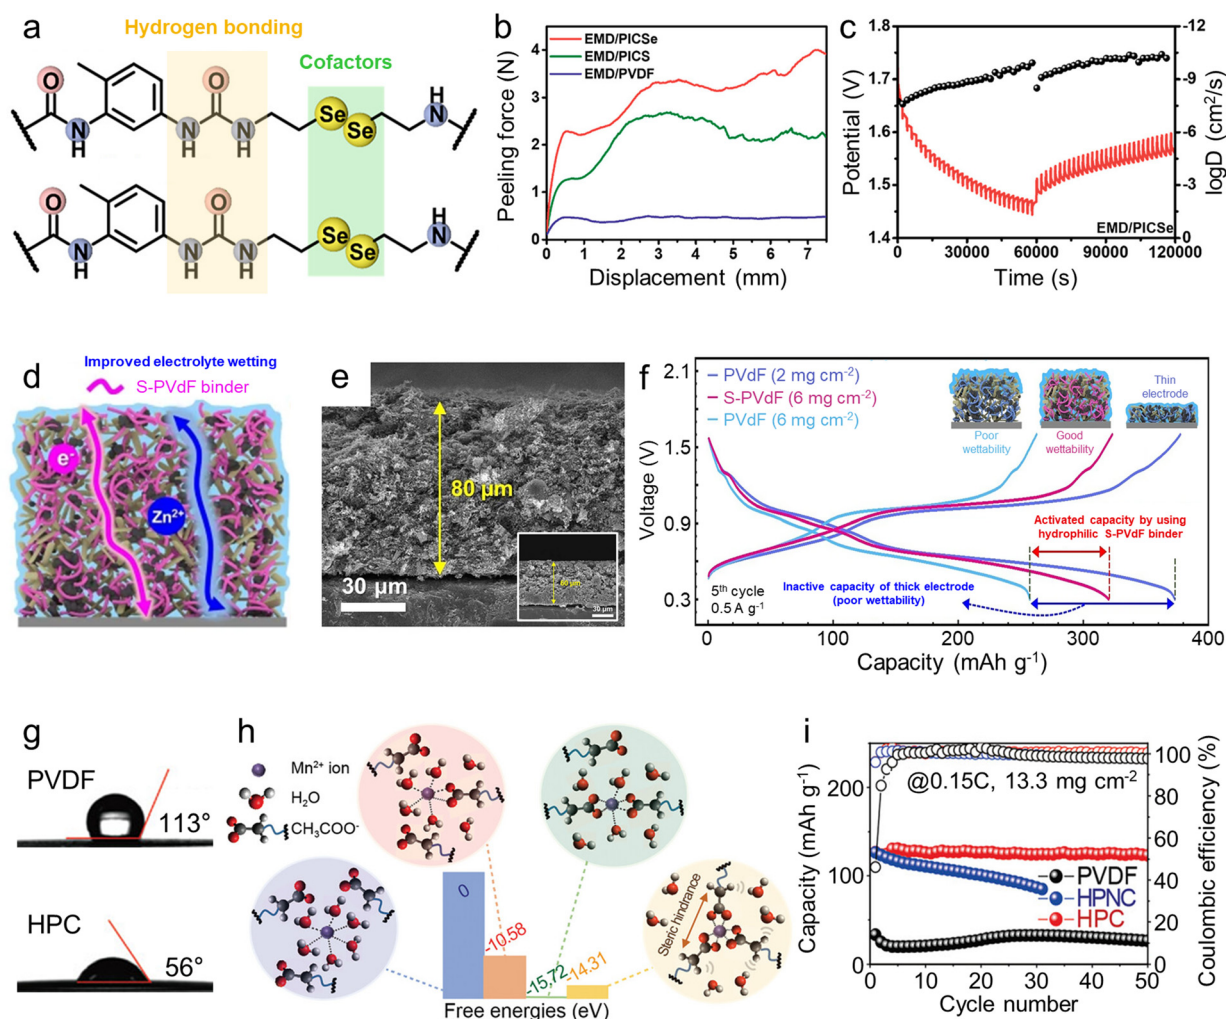 a
Hydrogen bonding
Cofactors
O
O
N
H
N
H
N
H
Se
Se
H
N
O
O
N
H
N
H
N
H
Se
Se
H
N
b
EMD/PICSe
EMD/PICS
EMD/PVDF
Peeling force (N)
4
3
2
1
0
0 1 2 3 4 5 6 7
Displacement (mm)
c
Potential (V)
1.8
1.7
1.6
1.5
1.4
-12
-9
-6
-3
0
logD (cm²/s)
EMD/PICSe
0 30000 60000 90000 120000
Time (s)
d
Improved electrolyte wetting
S-PVdF binder
e⁻
Zn²⁺
e
80 μm
30 μm
30 μm
f
PVdF (2 mg cm⁻²)
S-PVdF (6 mg cm⁻²)
PVdF (6 mg cm⁻²)
Poor
wettability
Good
wettability
Thin
electrode
Voltage (V)
2.1
1.5
0.9
0.3
Activated capacity by using
hydrophilic S-PVdF binder
Inactive capacity of thick electrode
(poor wettability)
5th cycle
0.5 A g⁻¹
0 100 200 300 400
Capacity (mAh g⁻¹)
g
PVDF
113°
HPC
56°
h
Mn²⁺ ion
H₂O
CH₃COO⁻
0
-10.58
-15.72
-14.31
Steric hindrance
Free energies (eV)
i
Capacity (mAh g⁻¹)
200
100
0
@0.15C, 13.3 mg cm⁻²
PVDF
HPNC
HPC
100
80
60
40
20
0
Coulombic efficiency (%)
0 10 20 30 40 50
Cycle number